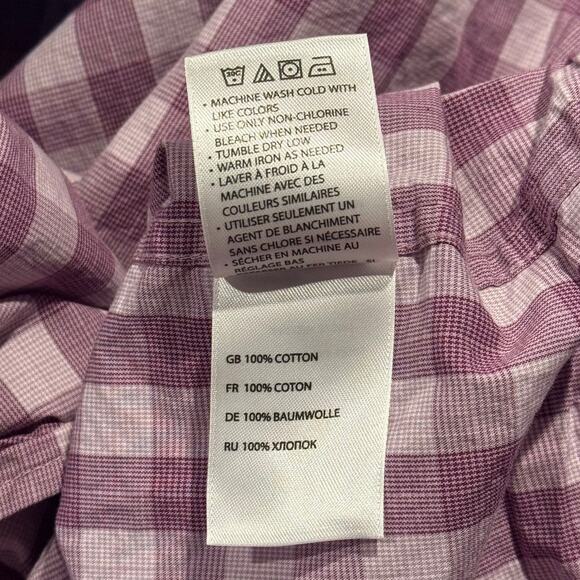 30C
• MACHINE WASH COLD WITH
LIKE COLORS
• USE ONLY NON-CHLORINE
BLEACH WHEN NEEDED
• TUMBLE DRY LOW
• WARM IRON AS NEEDED
• LAVER À FROID À LA
MACHINE AVEC DES
COULEURS SIMILAIRES
• UTILISER SEULEMENT UN
AGENT DE BLANCHIMENT
SANS CHLORE SI NÉCESSAIRE
• SÉCHER EN MACHINE AU
RÉGLAGE BAS
GB 100% COTTON
FR 100% COTON
DE 100% BAUMWOLLE
RU 100% ХЛОПОК